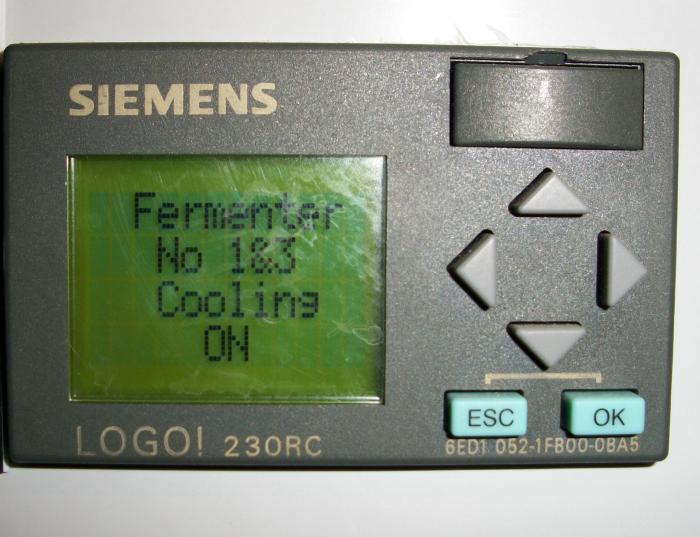 SIEMENS
Fermenter
No 1&3
Cooling
ON
ESC
OK
LOGO! 230RC
6ED1 052-1FB00-0BA5